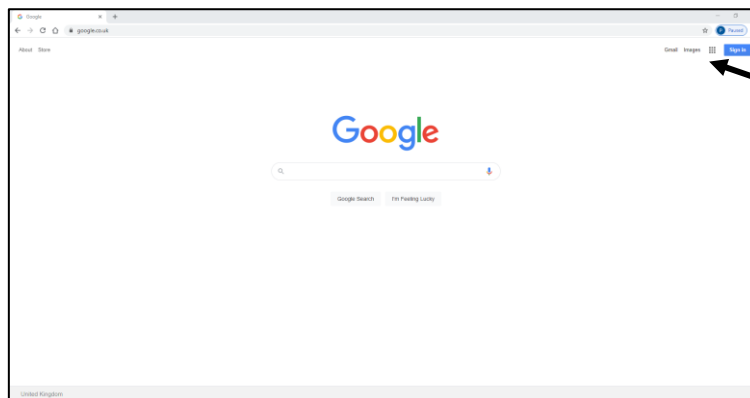 Google
google.co.uk
Paused
About Store
Gmail Images
Sign in
Google
Google Search I'm Feeling Lucky
United Kingdom